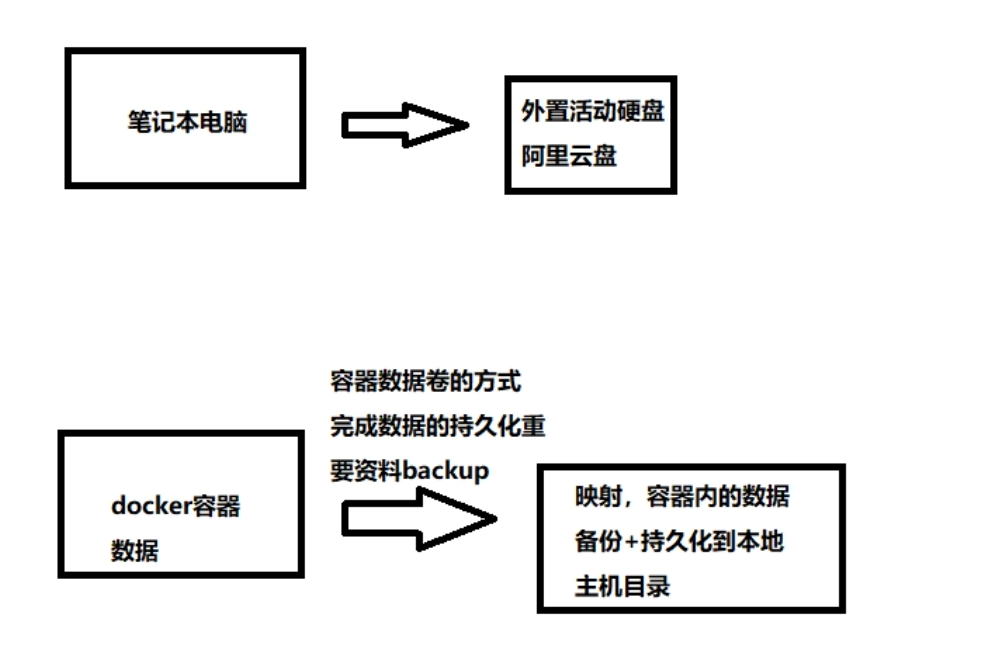 笔记本电脑
外置活动硬盘
阿里云盘
容器数据卷的方式
完成数据的持久化重
要资料backup
docker容器
数据
映射，容器内的数据
备份+持久化到本地
主机目录